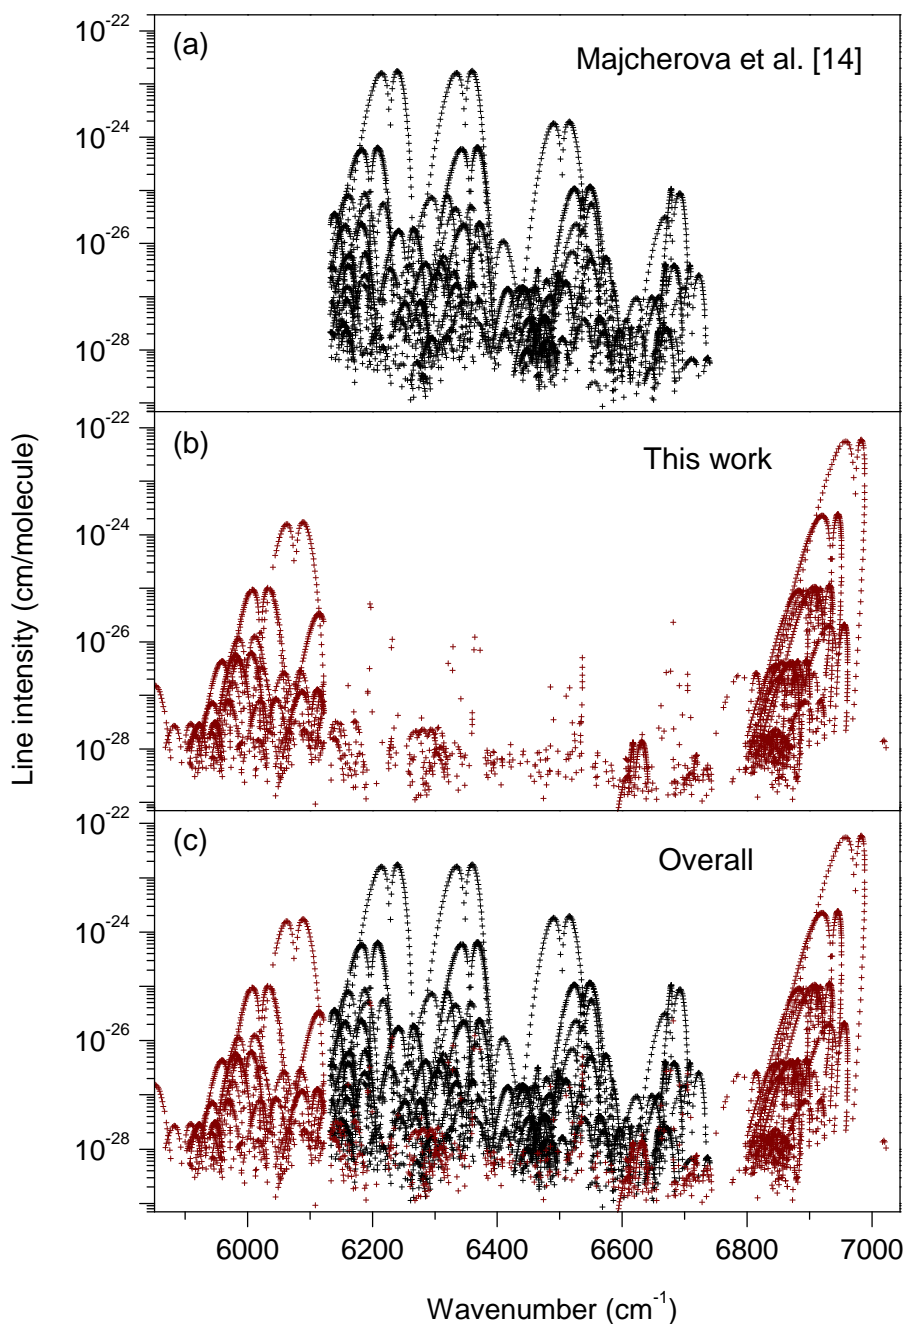 10⁻²²
(a)
Majcherova et al. [14]
10⁻²⁴
10⁻²⁶
10⁻²⁸
10⁻²²
(b)
This work
10⁻²⁴
10⁻²⁶
10⁻²⁸
Line intensity (cm/molecule)
10⁻²²
(c)
Overall
10⁻²⁴
10⁻²⁶
10⁻²⁸
6000 6200 6400 6600 6800 7000
Wavenumber (cm⁻¹)